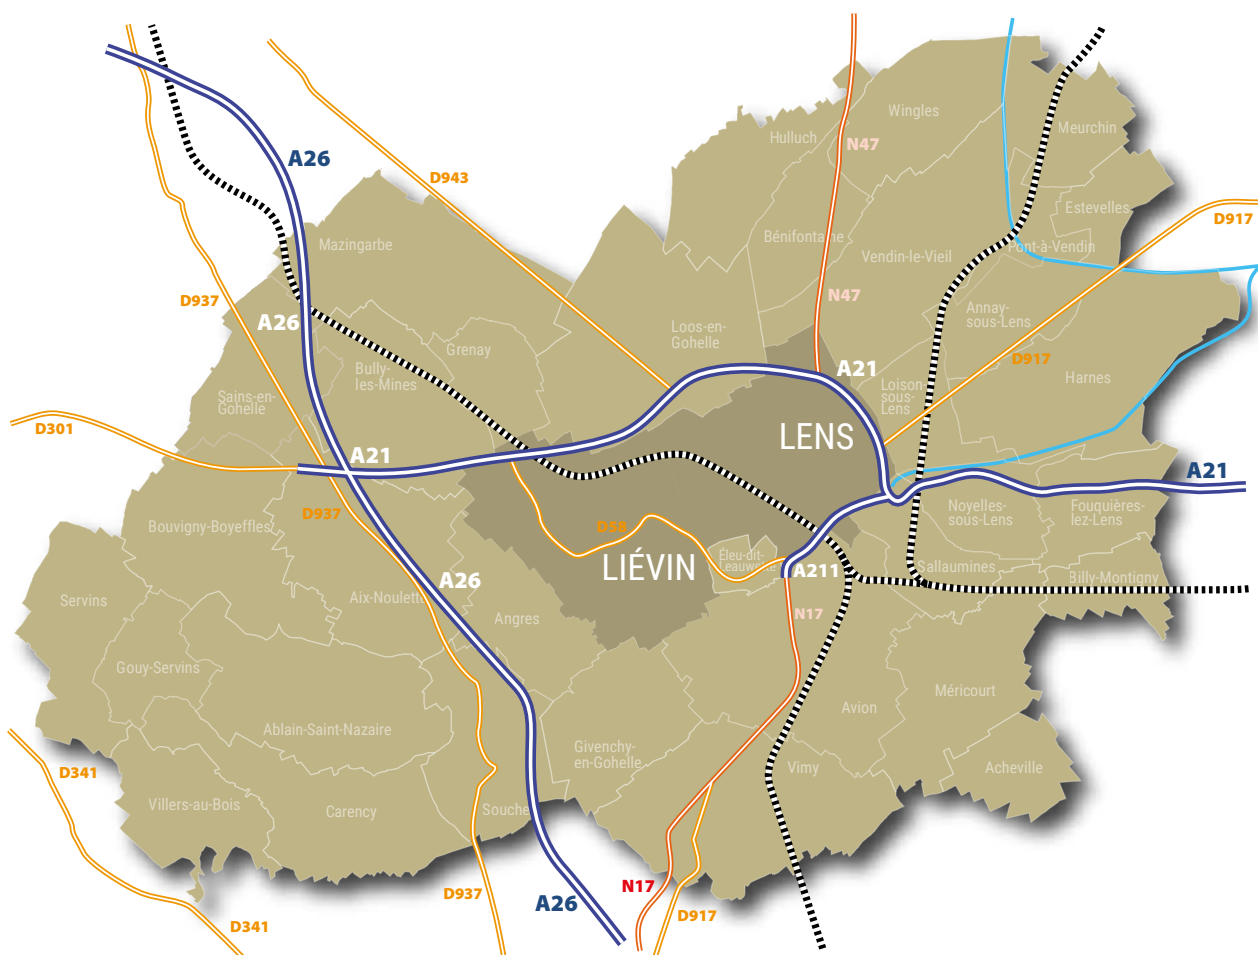 Wingles
Meurchin
Hulluch
N47
A26
D943
Estevelles
D917
Bénifontaine
Mazingarbe
Vendin-le-Vieil
Pont-à-Vendin
D937
N47
Annay-
sous-Lens
A26
Loos-en-
Gohelle
Grenay
D917
Bully-
les-Mines
A21
Harnes
Loison-
sous-
Lens
Sains-en-
Gohelle
D301
LENS
A21
A21
Bouvigny-Boyeffles
D937
Noyelles-
sous-Lens
Fouquières-
lez-Lens
D58
LIÉVIN
Éleu-dit-
Leauwette
A211
Sallaumines
Billy-Montigny
A26
Servins
Aix-Noulette
Angres
N17
Gouy-Servins
Méricourt
Avion
Ablain-Saint-Nazaire
Givenchy-
en-Gohelle
Vimy
Acheville
D341
Villers-au-Bois
Carency
Souche
D937
N17
A26
D917
D341